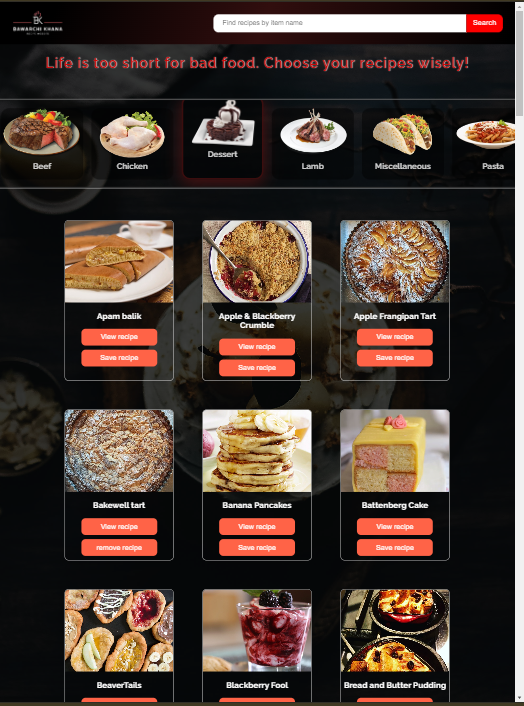 BK
BAWARCHI KHANA
Find recipes by item name
Search
Life is too short for bad food. Choose your recipes wisely!
Beef
Chicken
Dessert
Lamb
Miscellaneous
Pasta
Apam balik
View recipe
Save recipe
Apple & Blackberry
Crumble
View recipe
Save recipe
Apple Frangipan Tart
View recipe
Save recipe
Bakewell tart
View recipe
remove recipe
Banana Pancakes
View recipe
Save recipe
Battenberg Cake
View recipe
Save recipe
BeaverTails
Blackberry Fool
Bread and Butter Pudding